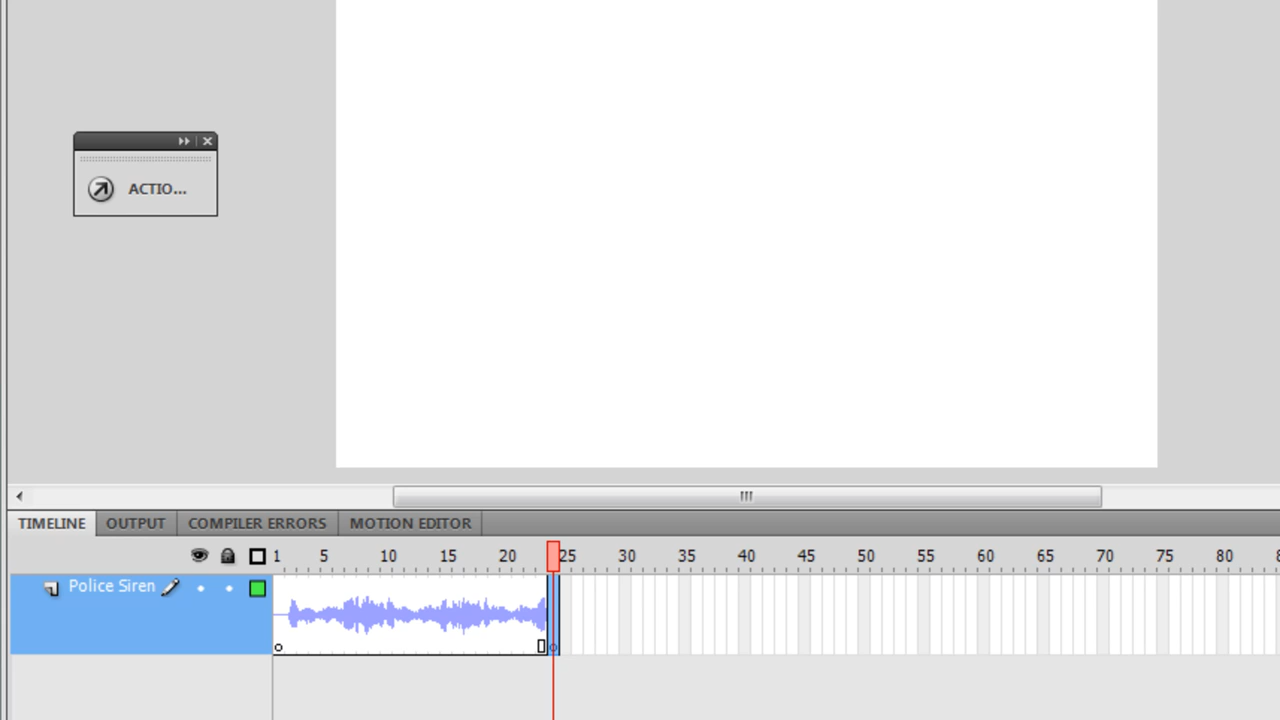 ACTIO...
TIMELINE OUTPUT COMPILER ERRORS MOTION EDITOR
1 5 10 15 20 25 30 35 40 45 50 55 60 65 70 75 80
Police Siren